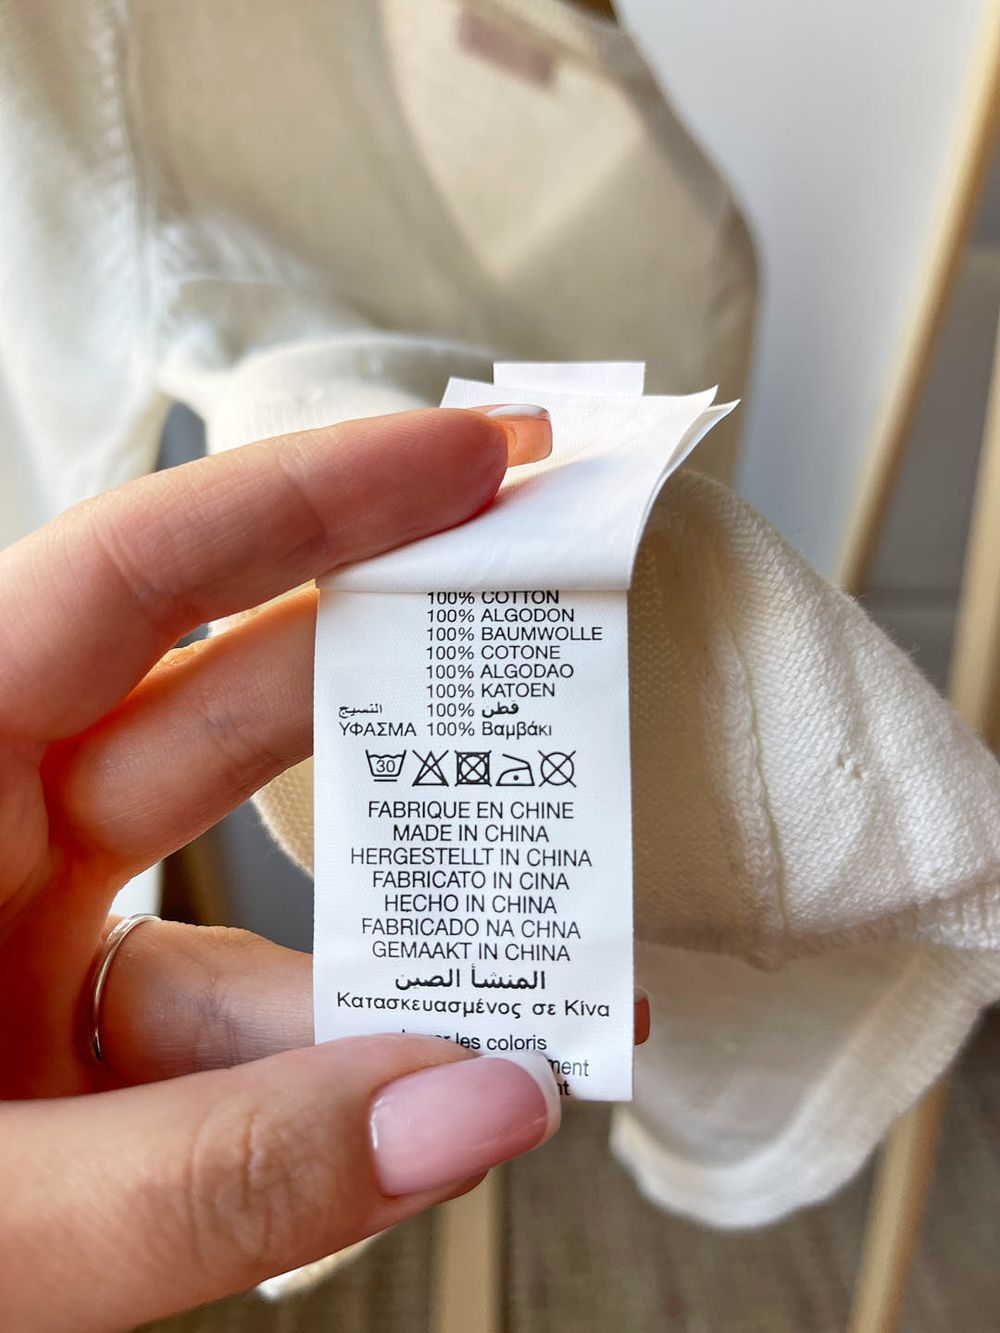 100% COTTON
100% ALGODON
100% BAUMWOLLE
100% COTONE
100% ALGODAO
100% KATOEN
النسيج 100% قطن
ΥΦΑΣΜΑ 100% Βαμβάκι
30
FABRIQUE EN CHINE
MADE IN CHINA
HERGESTELLT IN CHINA
FABRICATO IN CINA
HECHO IN CHINA
FABRICADO NA CHNA
GEMAAKT IN CHINA
المنشأ الصين
Κατασκευασμένος σε Κίνα
les coloris